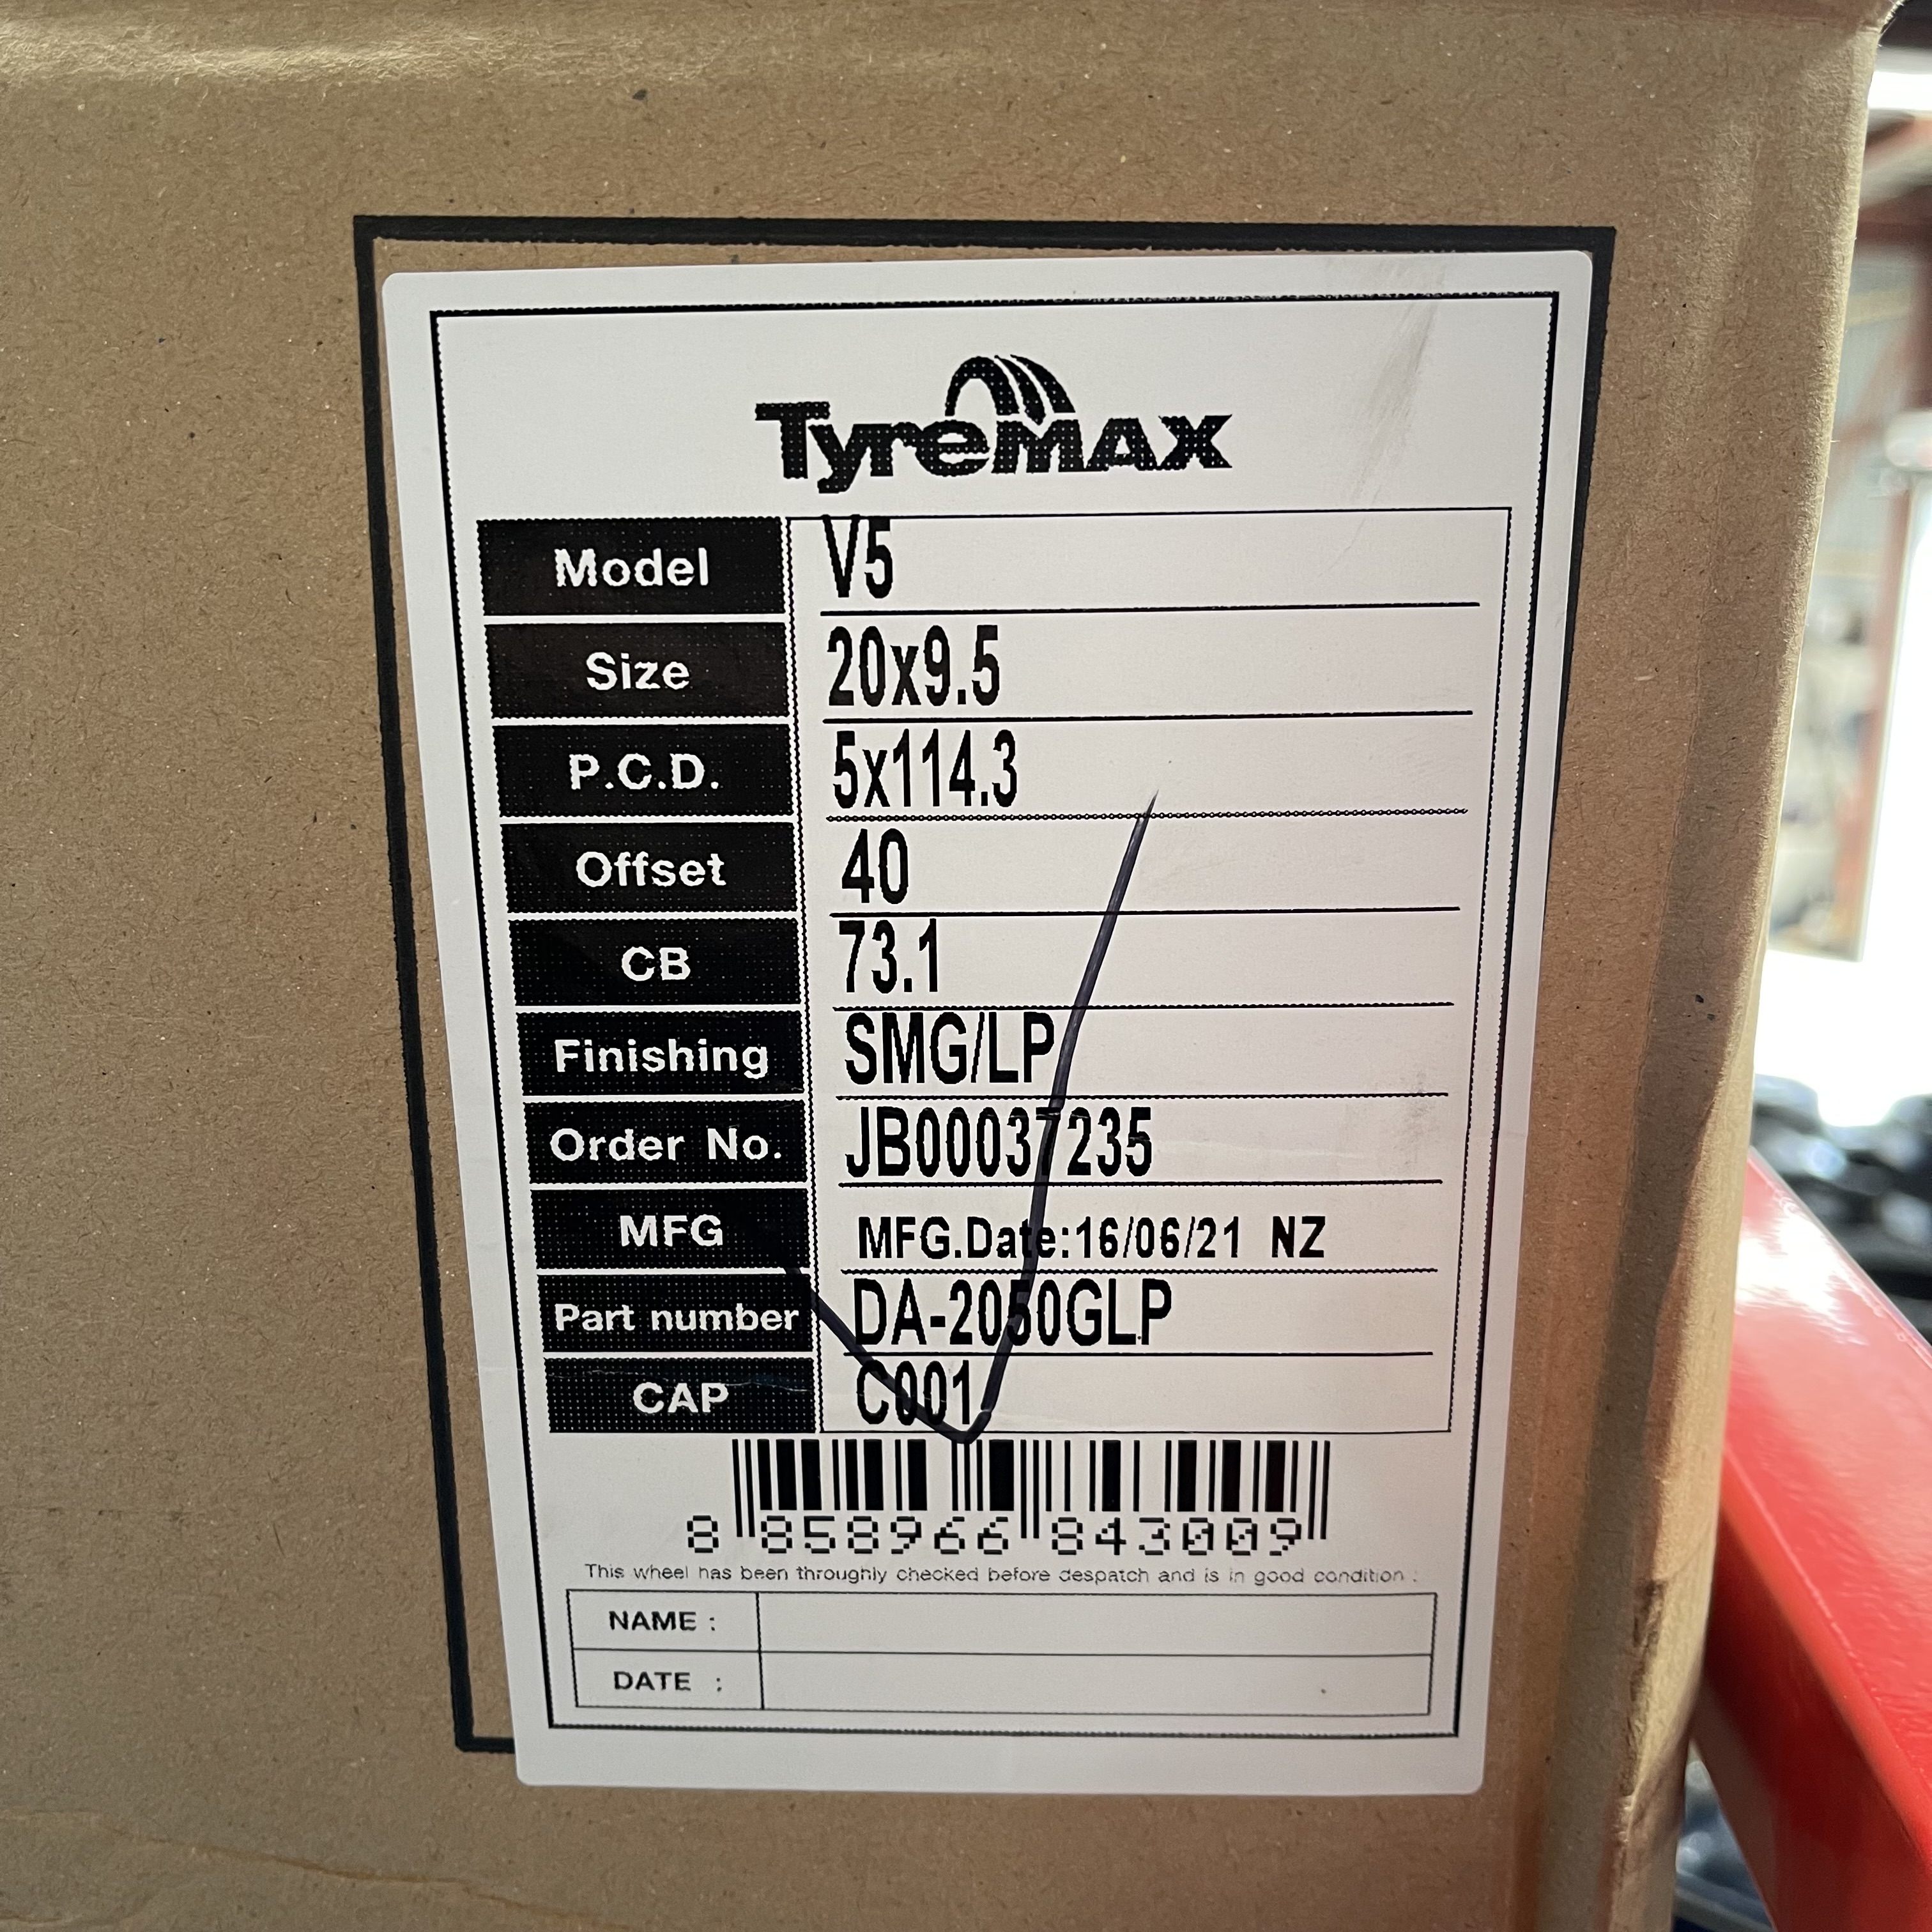 TyreMAX
Model V5
Size 20x9.5
P.C.D. 5x114.3
Offset 40
CB 73.1
Finishing SMG/LP
Order No. JB00037235
MFG MFG.Date:16/06/21 NZ
Part number DA-2050GLP
CAP C001
8 858966 843009
This wheel has been throughly checked before despatch and is in good condition :
NAME :
DATE :